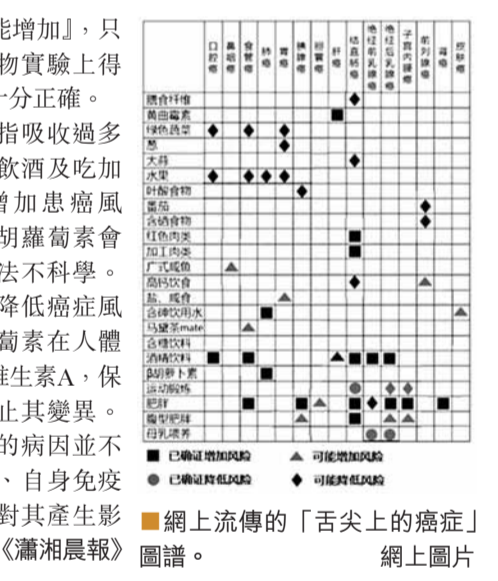 能增加』，只
物實驗上得
十分正確。
指吸收過多
飲酒及吃加
增加患癌風
胡蘿蔔素會
法不科學。
降低癌症風
蔔素在人體
維生素A，保
止其變異。
的病因並不
、自身免疫
對其產生影
《瀟湘晨報》
口腔癌 鼻咽癌 食管癌 肺癌 胃癌 胰腺癌 胆囊癌 肝癌 结直肠癌 绝经前乳腺癌 绝经后乳腺癌 子宫内膜癌 前列腺癌 肾癌 皮肤癌
膳食纤维
黄曲霉素
绿色蔬菜
葱
大蒜
水果
叶酸食物
番茄
含硒食物
红色肉类
加工肉类
广式咸鱼
高钙饮食
盐、咸食
含砷饮用水
马黛茶mate
含糖饮料
酒精饮料
β胡萝卜素
运动锻炼
肥胖
腹型肥胖
母乳喂养
已确证增加风险 可能增加风险
已确证降低风险 可能降低风险
網上流傳的「舌尖上的癌症」
圖譜。 網上圖片